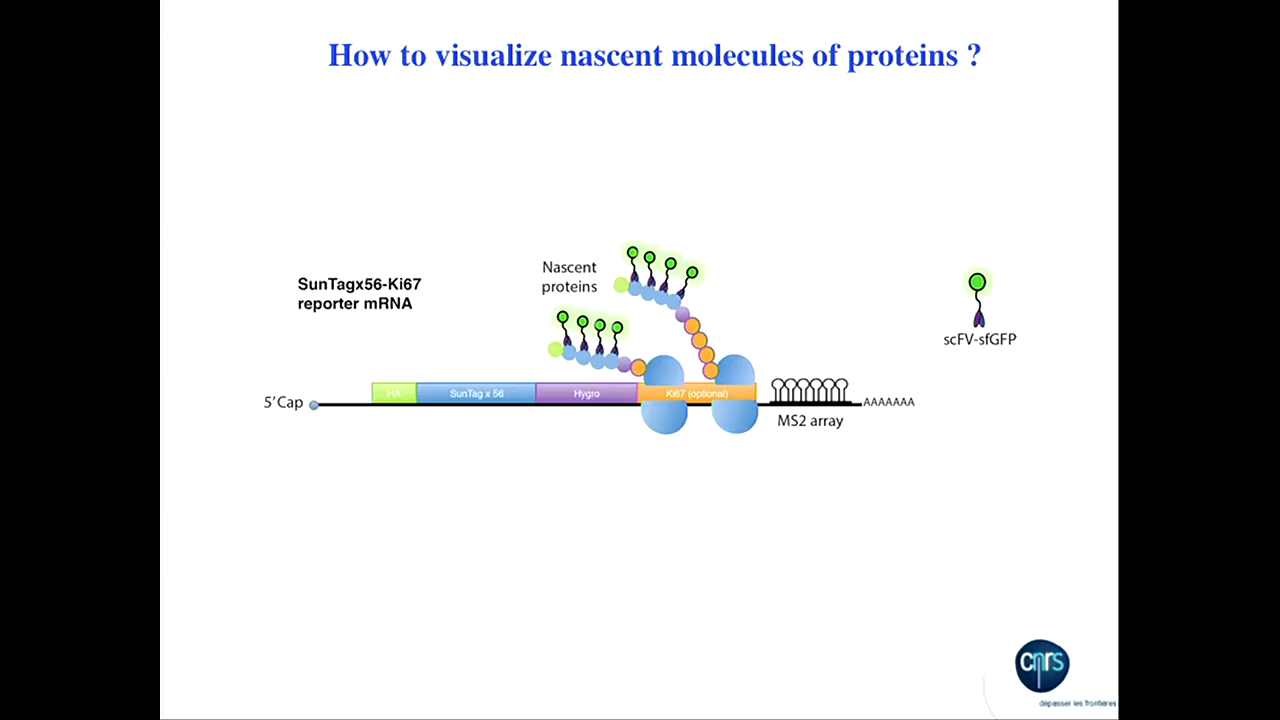 How to visualize nascent molecules of proteins ?
Nascent
proteins
SunTagx56-Ki67
reporter mRNA
scFV-sfGFP
5'Cap
HA
SunTag x 56
Hygro
Ki67 (optional)
AAAAAAA
MS2 array
cnrs
dépasser les frontières